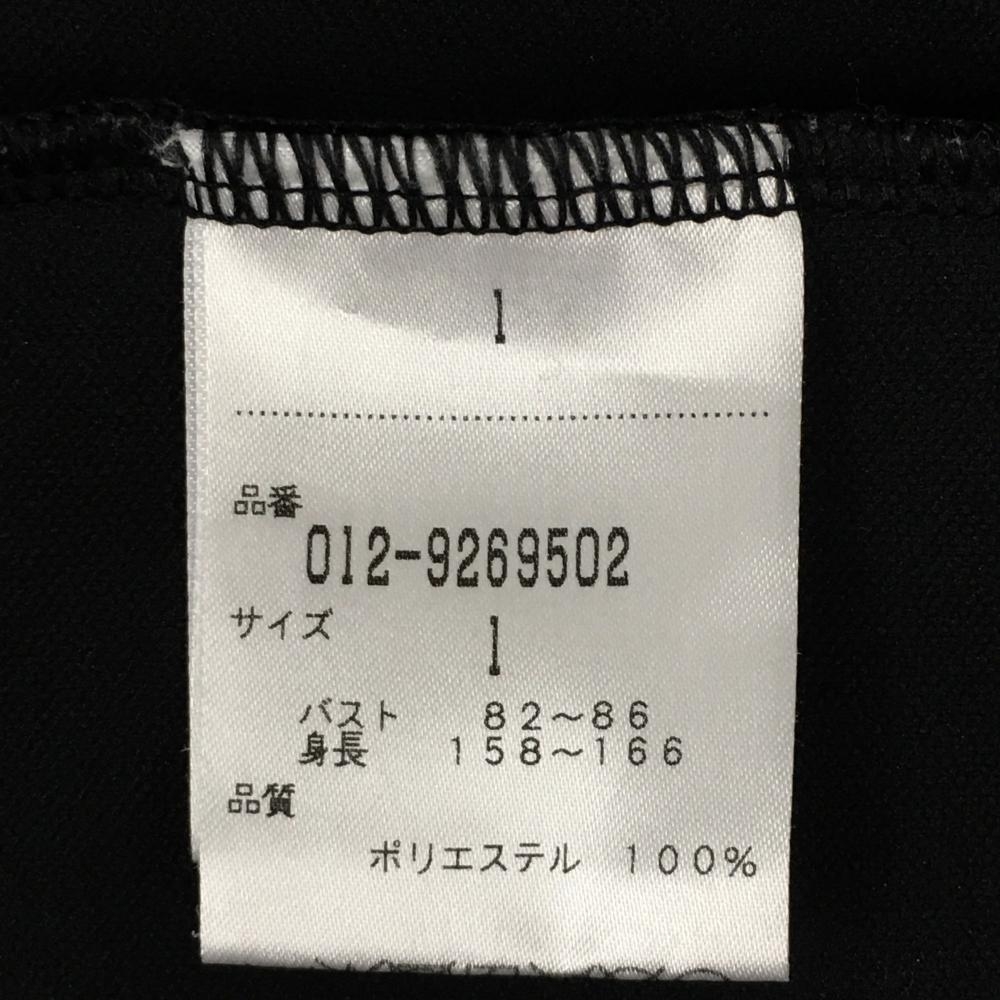 1
品番
012-9269502
サイズ
1
バスト 82～86
身長 158～166
品質
ポリエステル 100%